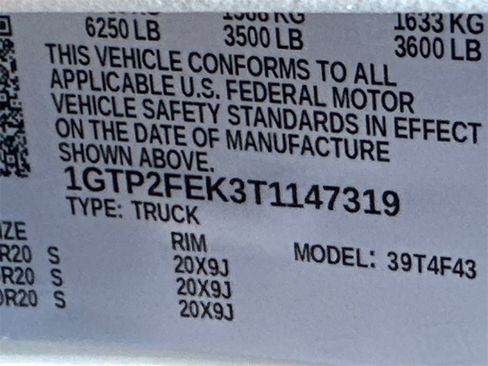 6250 LB 3500 LB 1633 KG
3600 LB
THIS VEHICLE CONFORMS TO ALL
APPLICABLE U.S. FEDERAL MOTOR
VEHICLE SAFETY STANDARDS IN EFFECT
ON THE DATE OF MANUFACTURE
SHOWN ABOVE.
1GTP2FEK3T1147319
TYPE: TRUCK
RIM MODEL: 39T4F43
R20 S 20X9J
R20 S 20X9J
R20 S 20X9J